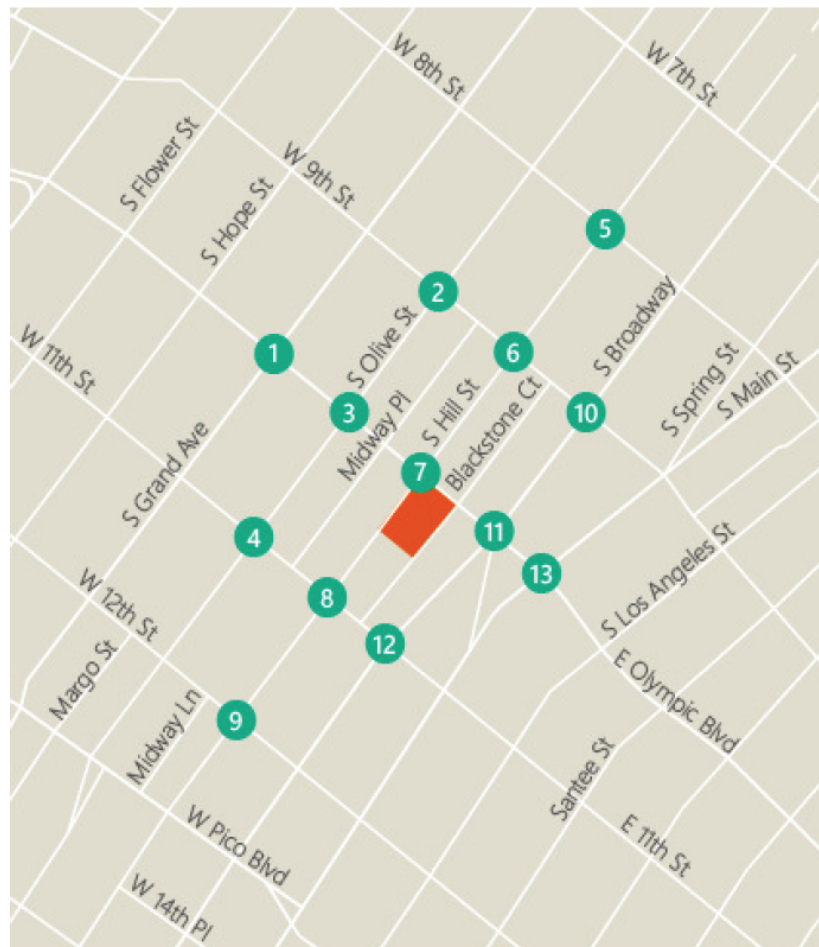 W 8th St
W 7th St
S Flower St
W 9th St
S Hope St
5
2
S Broadway
W 11th St
1
S Olive St
6
S Spring St
S Main St
3
Midway Pl
S Hill St
Blackstone Ct
10
S Grand Ave
7
4
11
13
S Los Angeles St
W 12th St
8
12
Margo St
E Olympic Blvd
Midway Ln
9
Santee St
W Pico Blvd
E 11th St
W 14th Pl